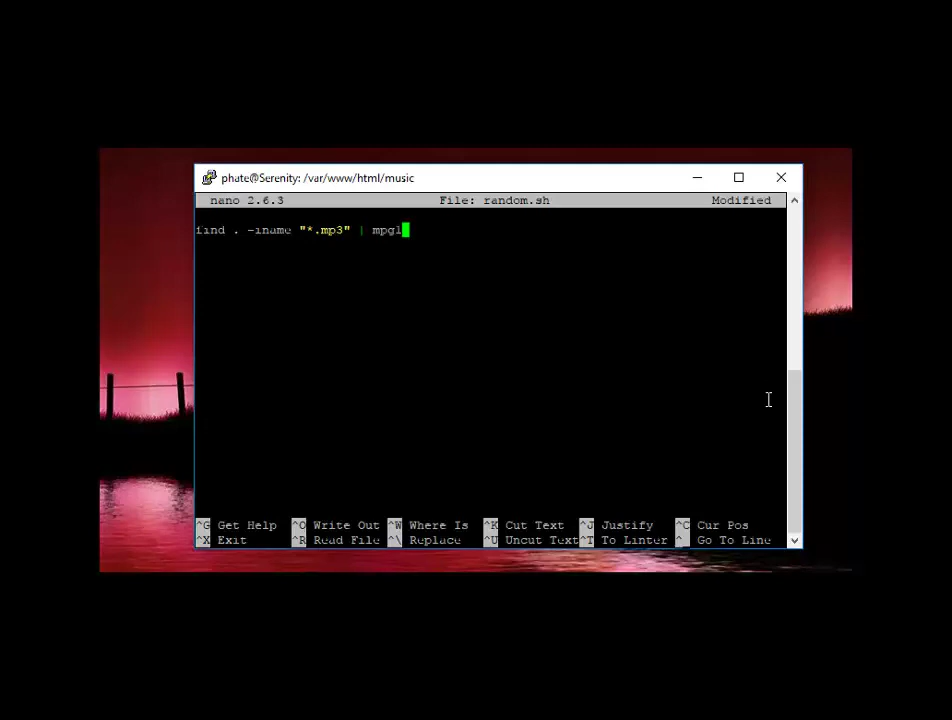 phate@Serenity: /var/www/html/music
nano 2.6.3 File: random.sh Modified
find . -iname "*.mp3" | mpg1
^G Get Help ^O Write Out ^W Where Is ^K Cut Text ^J Justify ^C Cur Pos
^X Exit ^R Read File ^\ Replace ^U Uncut Text ^T To Linter ^_ Go To Line